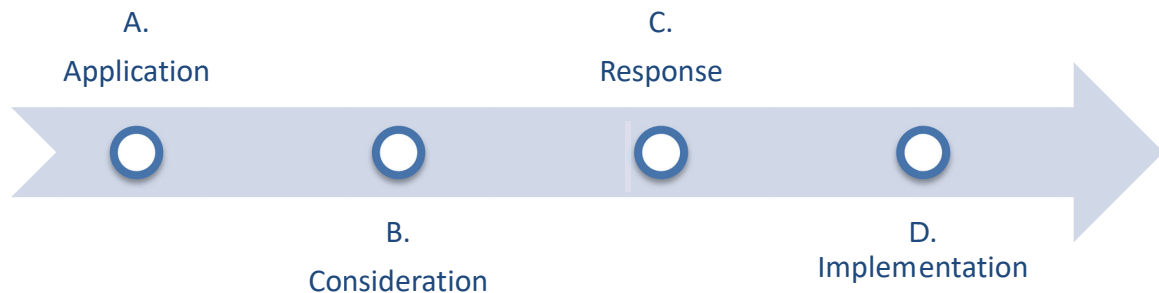 A.
Application
B.
Consideration
C.
Response
D.
Implementation